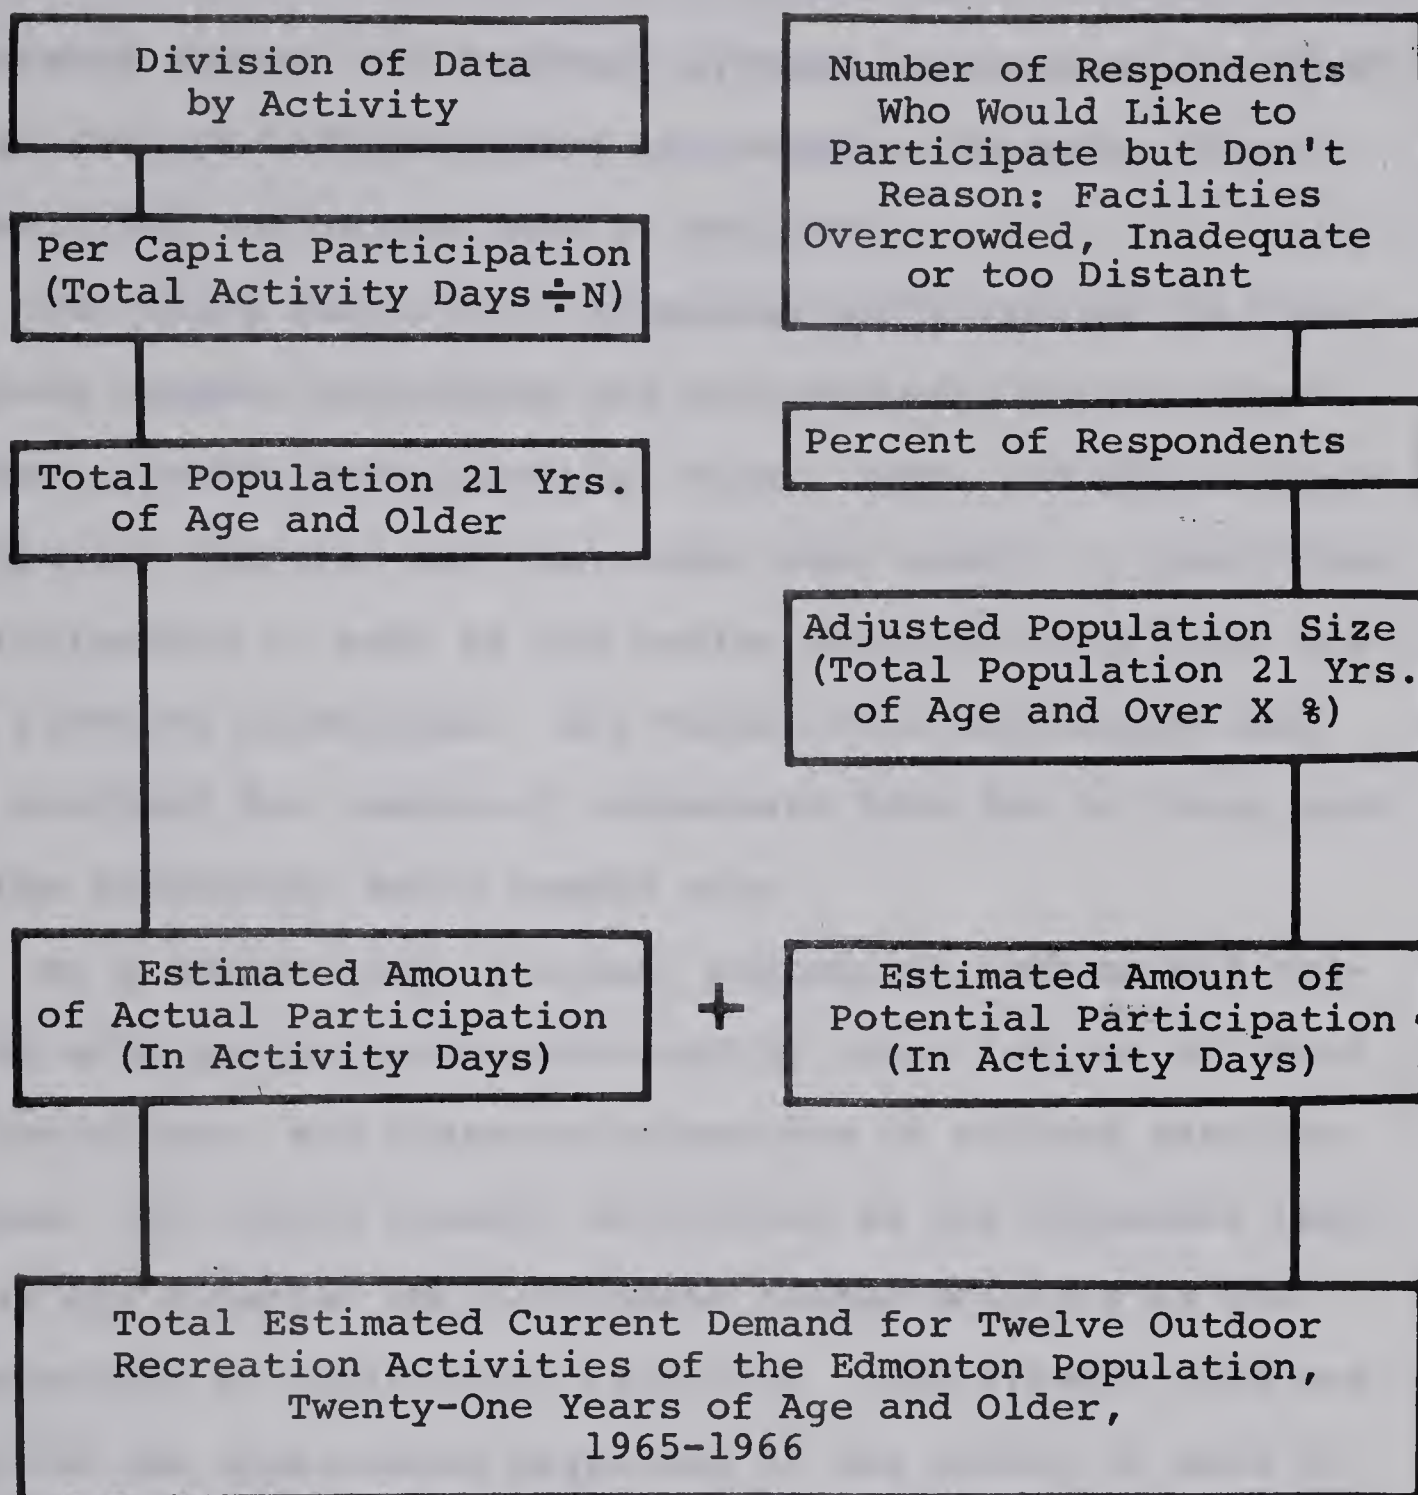 Division of Data
by Activity
Per Capita Participation
(Total Activity Days ÷ N)
Total Population 21 Yrs.
of Age and Older
Estimated Amount
of Actual Participation
(In Activity Days)
+
Number of Respondents
Who Would Like to
Participate but Don't
Reason: Facilities
Overcrowded, Inadequate
or too Distant
Percent of Respondents
Adjusted Population Size
(Total Population 21 Yrs.
of Age and Over X %)
Estimated Amount of
Potential Participation
(In Activity Days)
Total Estimated Current Demand for Twelve Outdoor
Recreation Activities of the Edmonton Population,
Twenty-One Years of Age and Older,
1965-1966